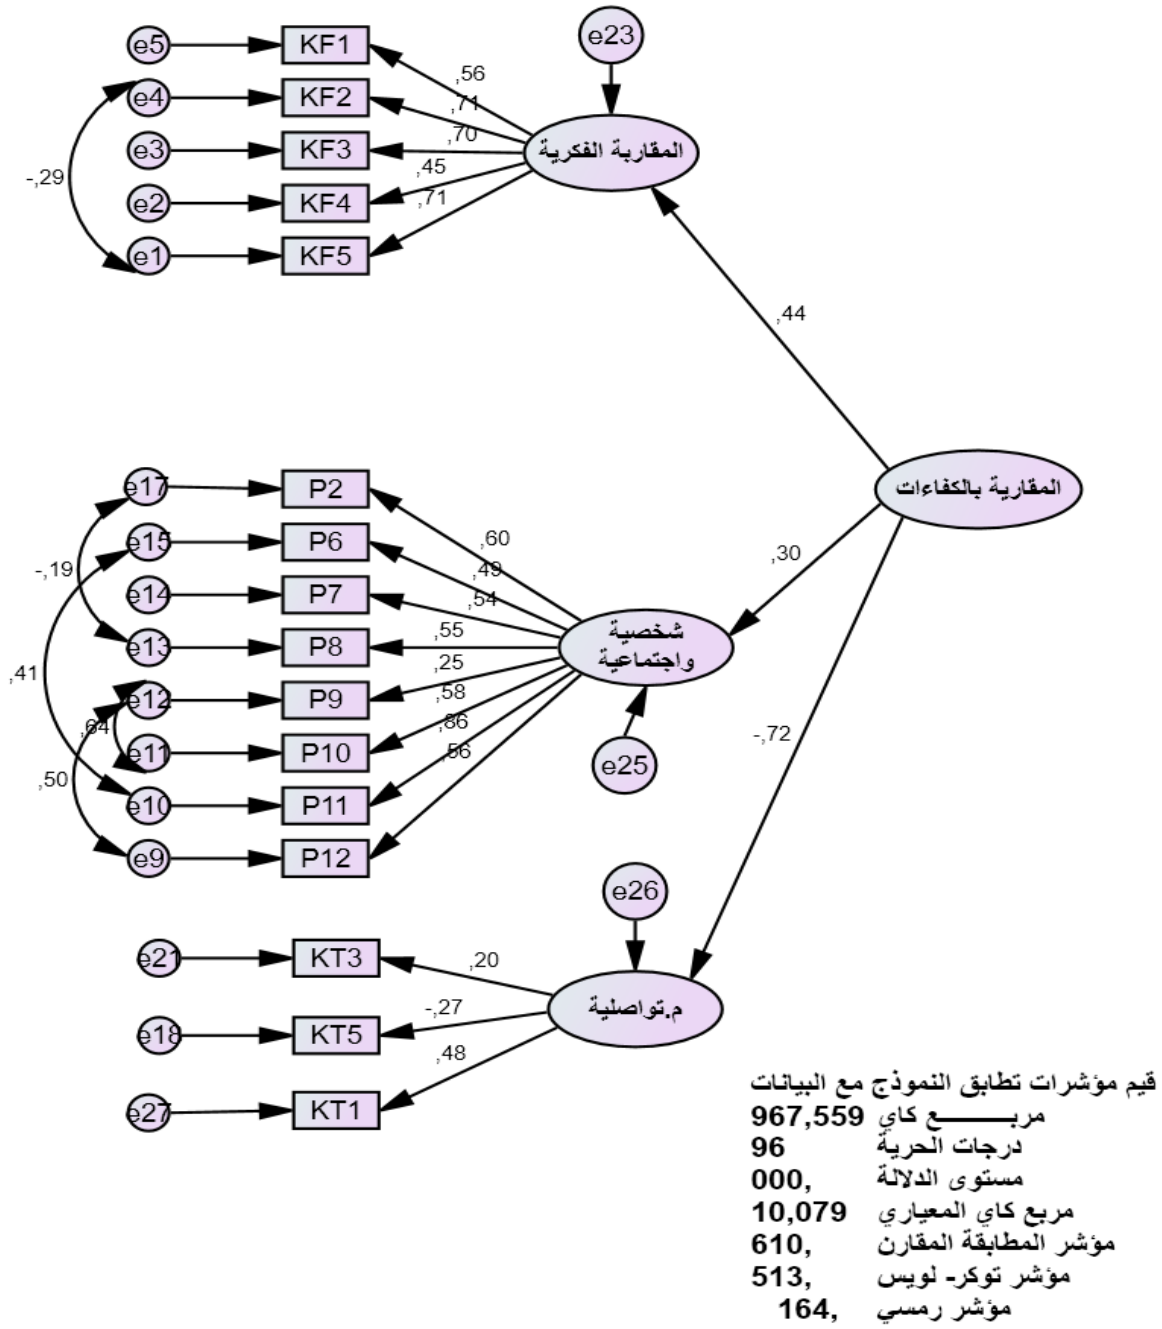 e23
e5
KF1
,56
e4
KF2
,71
e3
KF3
,70
المقاربة الفكرية
-,29
e2
KF4
,45
e1
KF5
,71
,44
e17
P2
المقاربة بالكفاءات
,60
e15
P6
,49
-,19
e14
P7
,54
,30
e13
P8
,55
شخصية
واجتماعية
,41
e12
P9
,25
,64
e11
P10
,58
-,72
,50
e10
P11
,86
e25
e9
P12
,56
e26
e21
KT3
,20
م.تواصلية
e18
KT5
-,27
e27
KT1
,48
قيم مؤشرات تطابق النموذج مع البيانات
مربـــــــع كاي 967,559
درجات الحرية 96
مستوى الدلالة 000,
مربع كاي المعياري 10,079
مؤشر المطابقة المقارن 610,
مؤشر توكر- لويس 513,
مؤشر رمسي 164,